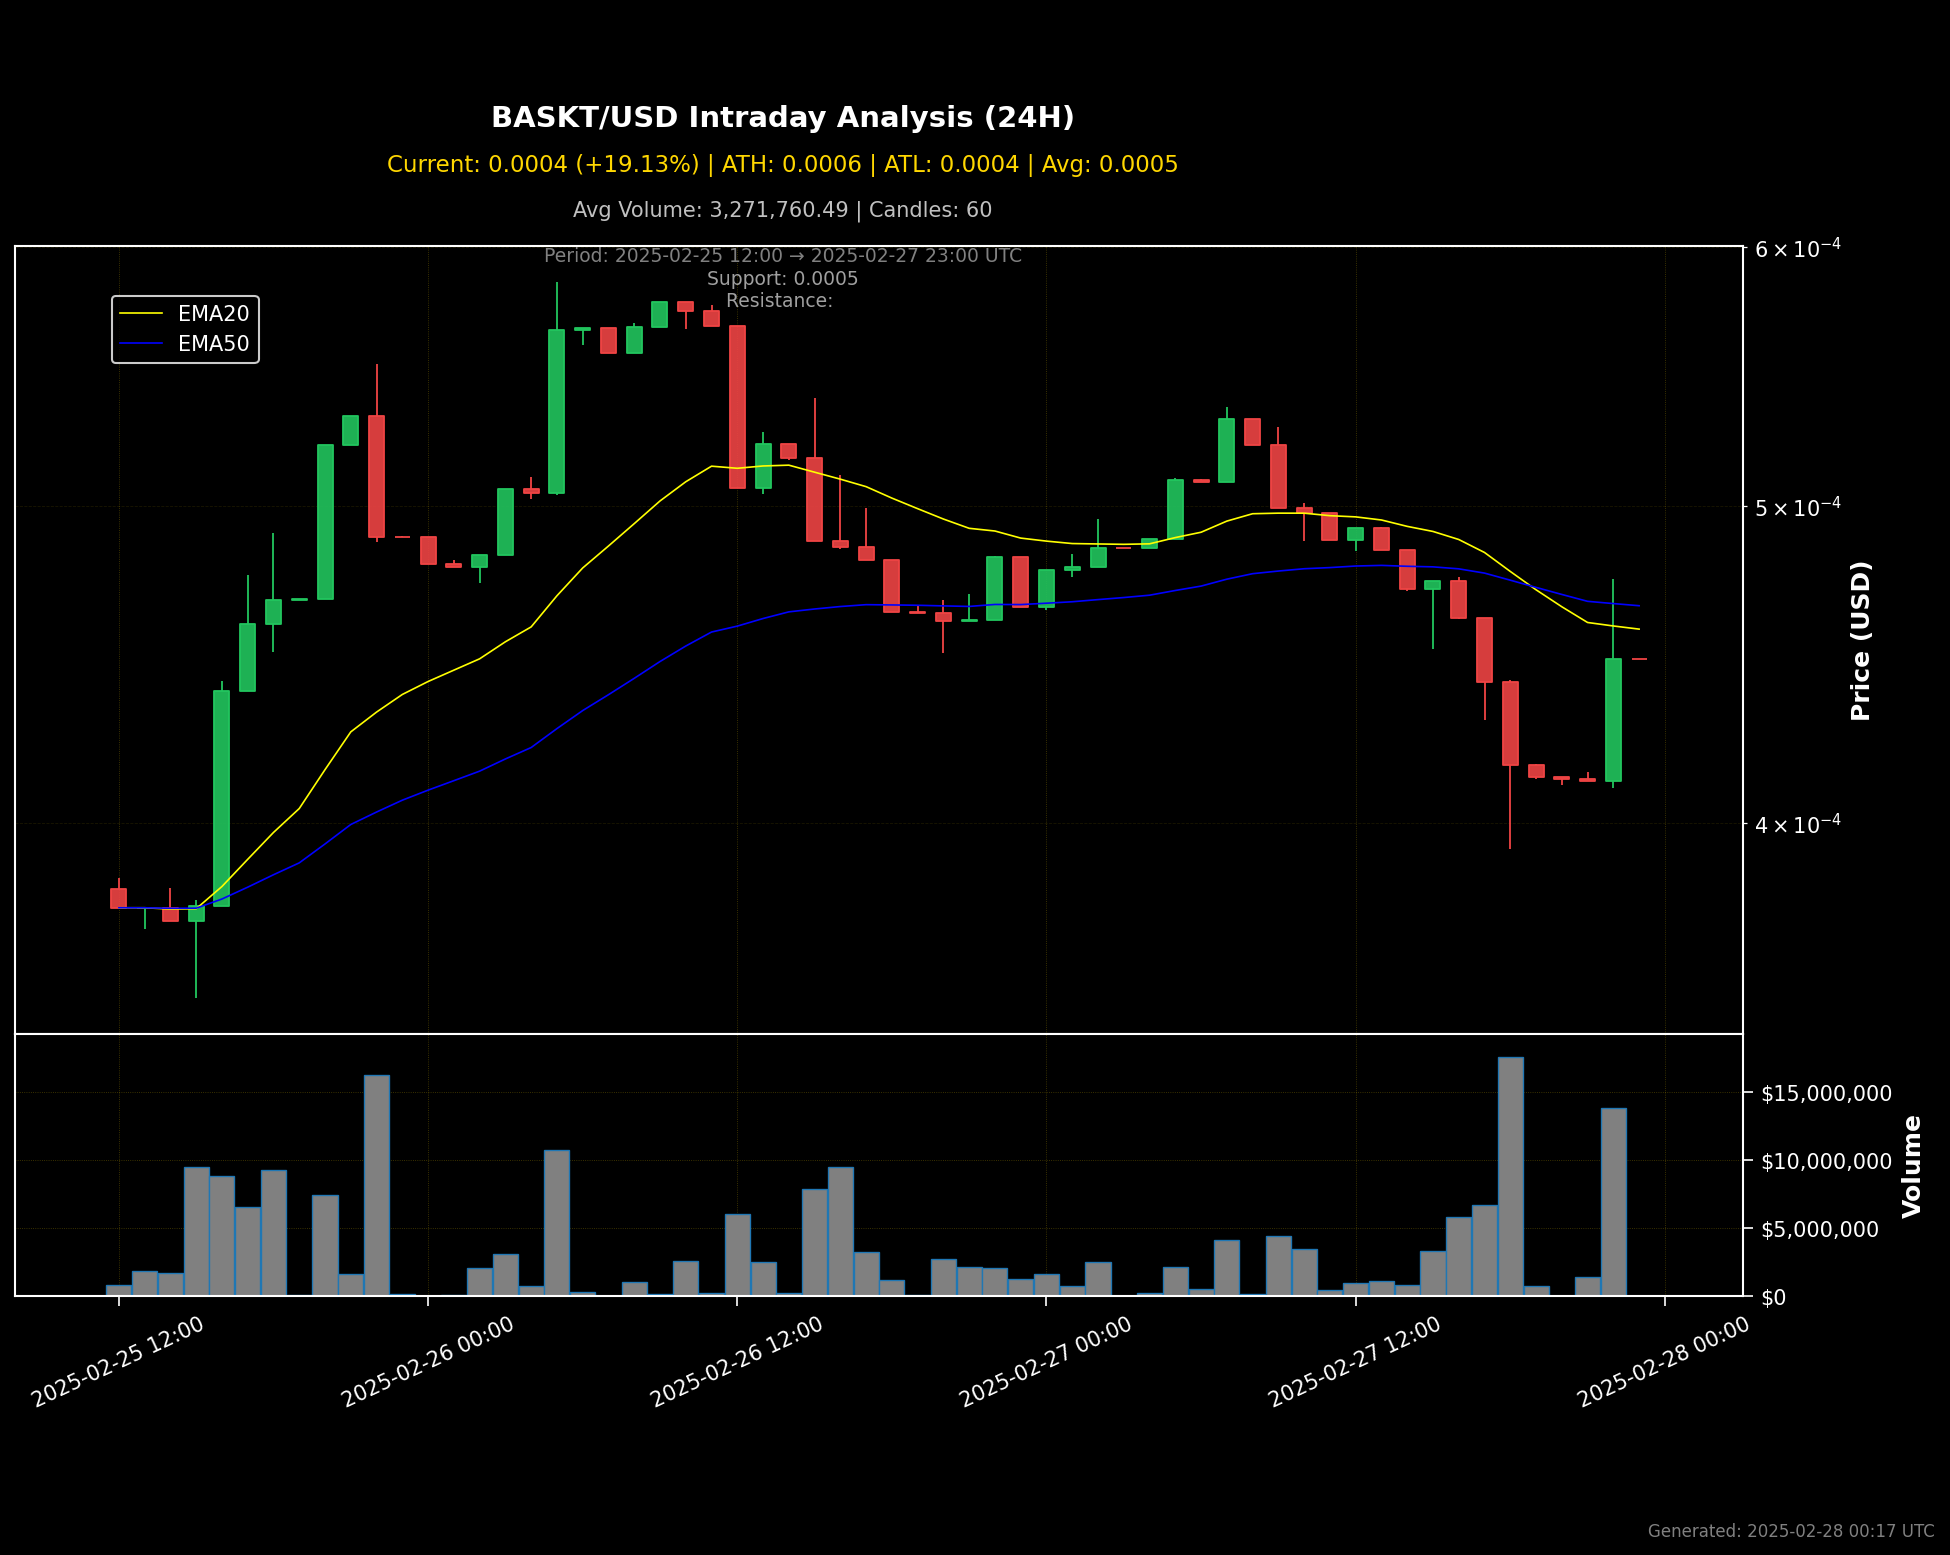 BASKT/USD Intraday Analysis (24H)
Current: 0.0004 (+19.13%) | ATH: 0.0006 | ATL: 0.0004 | Avg: 0.0005
Avg Volume: 3,271,760.49 | Candles: 60
Period: 2025-02-25 12:00 → 2025-02-27 23:00 UTC
Support: 0.0005
Resistance:
EMA20
EMA50
6 × 10⁻⁴
5 × 10⁻⁴
4 × 10⁻⁴
Price (USD)
$15,000,000
$10,000,000
$5,000,000
$0
Volume
2025-02-25 12:00
2025-02-26 00:00
2025-02-26 12:00
2025-02-27 00:00
2025-02-27 12:00
2025-02-28 00:00
Generated: 2025-02-28 00:17 UTC